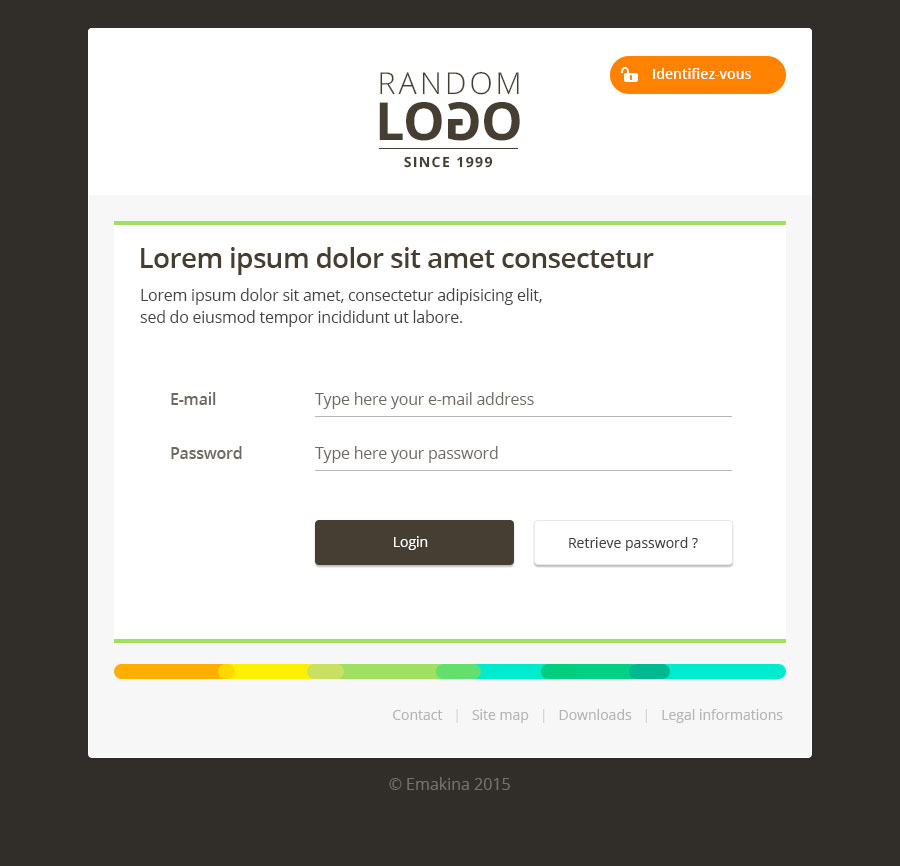 RANDOM
LOGO
SINCE 1999
Identifiez-vous
Lorem ipsum dolor sit amet consectetur
Lorem ipsum dolor sit amet, consectetur adipisicing elit,
sed do eiusmod tempor incididunt ut labore.
E-mail Type here your e-mail address
Password Type here your password
Login Retrieve password ?
Contact | Site map | Downloads | Legal informations
© Emakina 2015